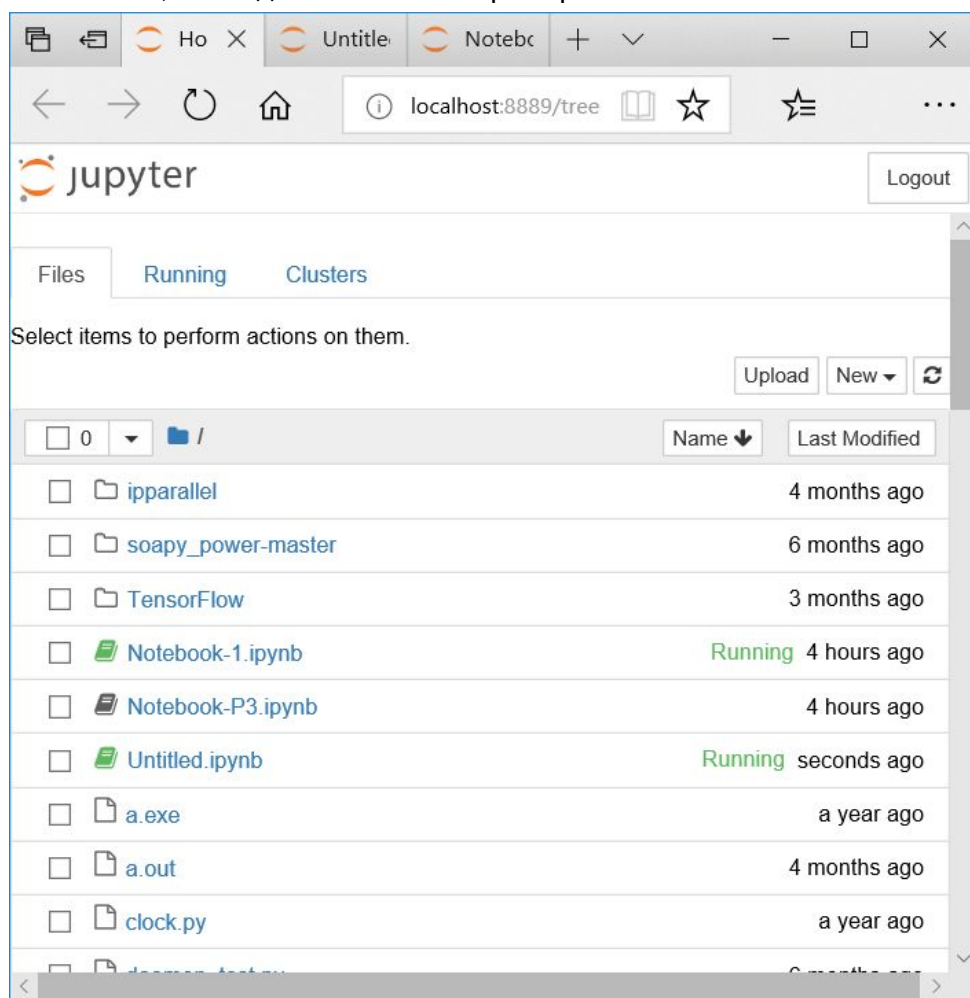 Ho
Untitle
Notebc
localhost:8889/tree
jupyter
Logout
Files Running Clusters
Select items to perform actions on them.
Upload New
0 / Name Last Modified
ipparallel 4 months ago
soapy_power-master 6 months ago
TensorFlow 3 months ago
Notebook-1.ipynb Running 4 hours ago
Notebook-P3.ipynb 4 hours ago
Untitled.ipynb Running seconds ago
a.exe a year ago
a.out 4 months ago
clock.py a year ago